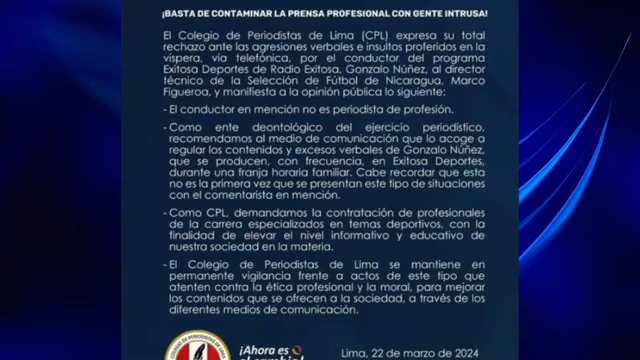 ¡BASTA DE CONTAMINAR LA PRENSA PROFESIONAL CON GENTE INTRUSA!
El Colegio de Periodistas de Lima (CPL) expresa su total
rechazo ante las agresiones verbales e insultos proferidos en la
víspera, vía telefónica, por el conductor del programa
Exitosa Deportes de Radio Exitosa, Gonzalo Núñez, al director
técnico de la Selección de Fútbol de Nicaragua, Marco
Figueroa, y manifiesta a la opinión pública lo siguiente:
- El conductor en mención no es periodista de profesión.
- Como ente deontológico del ejercicio periodístico,
recomendamos al medio de comunicación que lo acoge a
regular los contenidos y excesos verbales de Gonzalo Núñez,
que se producen, con frecuencia, en Exitosa Deportes,
durante una franja horaria familiar. Cabe recordar que esta
no es la primera vez que se presentan este tipo de situaciones
con el comentarista en mención.
- Como CPL, demandamos la contratación de profesionales
de la carrera especializados en temas deportivos, con la
finalidad de elevar el nivel informativo y educativo de
nuestra sociedad en la materia.
- El Colegio de Periodistas de Lima se mantiene en
permanente vigilancia frente a actos de este tipo que
atentan contra la ética profesional y la moral, para mejorar
los contenidos que se ofrecen a la sociedad, a través de los
diferentes medios de comunicación.
COLEGIO DE PERIODISTAS DE LIMA
¡Ahora es
el cambio!
Lima, 22 de marzo de 2024